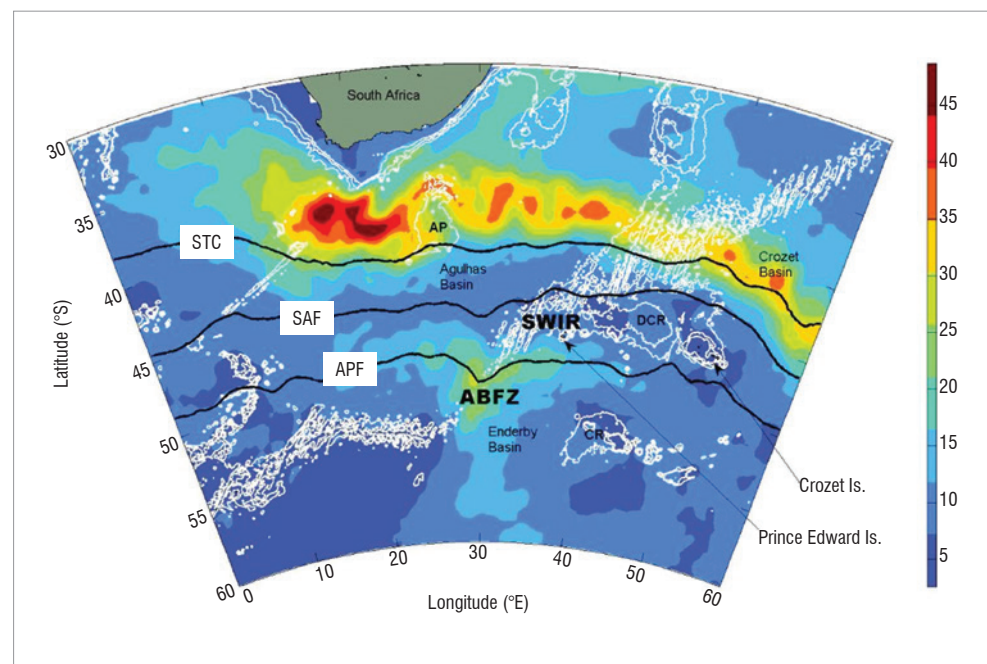 South Africa
30
35
40
45
50
55
60
Latitude (°S)
STC
SAF
APF
AP
Agulhas
Basin
Crozet
Basin
SWIR
DCR
ABFZ
Enderby
Basin
CR
Crozet Is.
Prince Edward Is.
0
10
20
30
40
50
60
Longitude (°E)
45
40
35
30
25
20
15
10
5